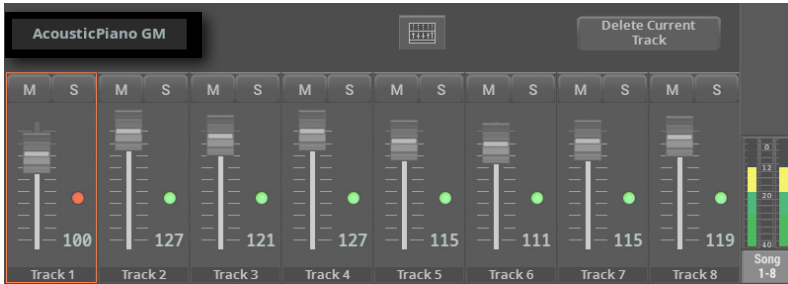 AcousticPiano GM
Delete Current
Track
M S M S M S M S M S M S M S M S
0
12
20
40
100 127 121 127 115 111 115 119
Track 1 Track 2 Track 3 Track 4 Track 5 Track 6 Track 7 Track 8
Song
1-8